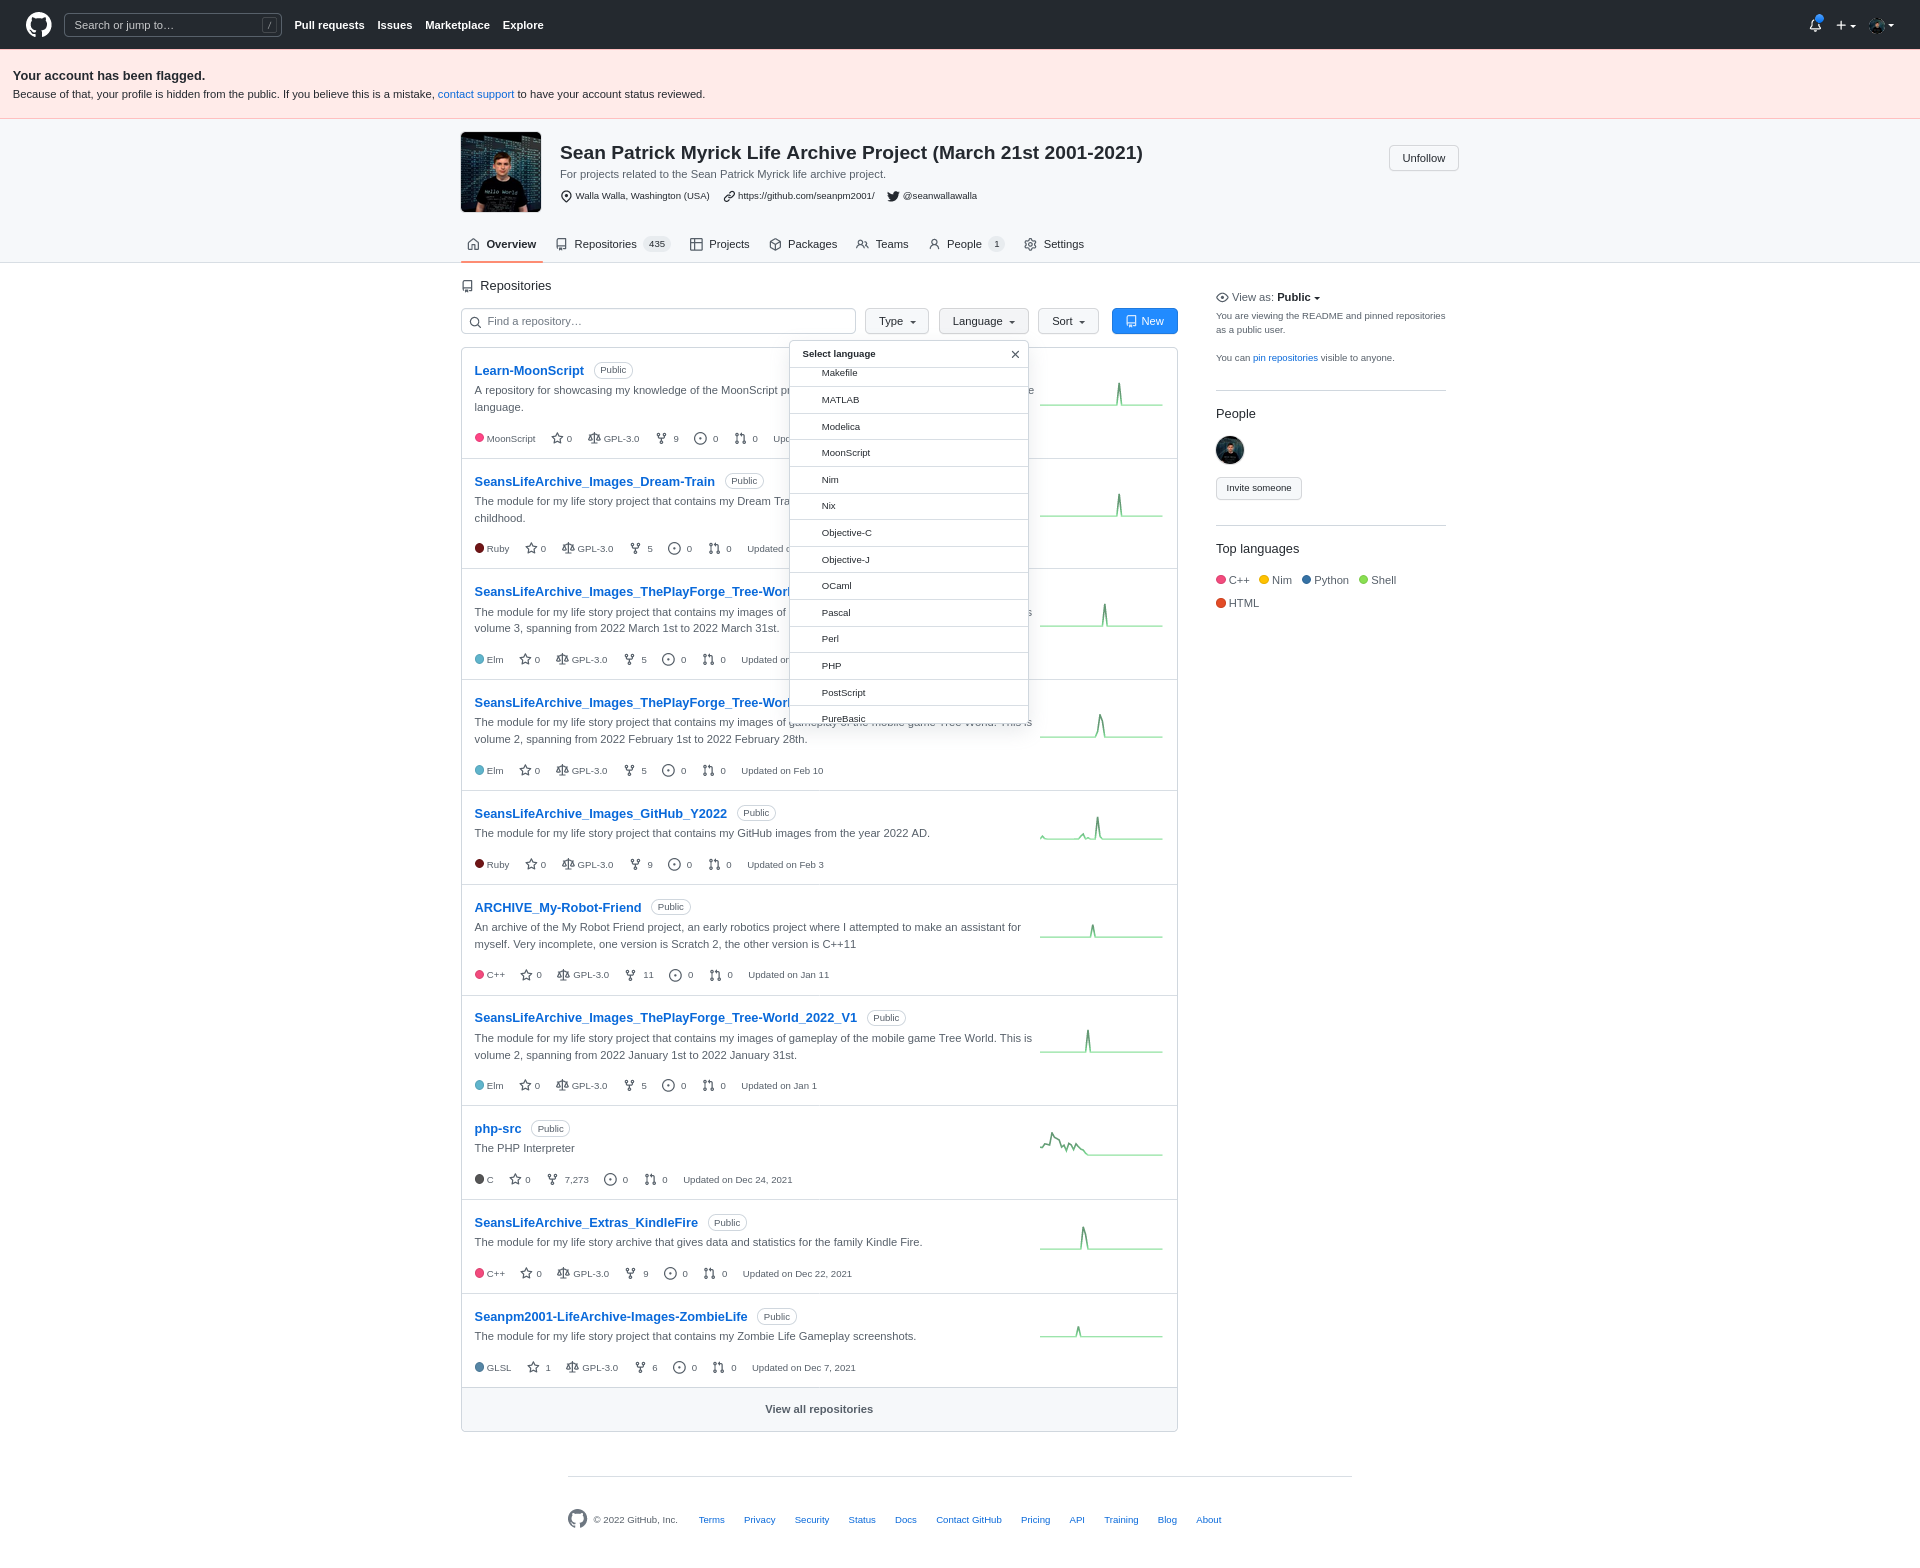 Search or jump to… /
Pull requests Issues Marketplace Explore
Your account has been flagged.
Because of that, your profile is hidden from the public. If you believe this is a mistake, contact support to have your account status reviewed.
Sean Patrick Myrick Life Archive Project (March 21st 2001-2021)
Unfollow
For projects related to the Sean Patrick Myrick life archive project.
Walla Walla, Washington (USA) https://github.com/seanpm2001/ @seanwallawalla
Hello World
Overview Repositories 435 Projects Packages Teams People 1 Settings
Repositories
Find a repository…
Type Language Sort New
Select language
Makefile
MATLAB
Modelica
MoonScript
Nim
Nix
Objective-C
Objective-J
OCaml
Pascal
Perl
PHP
PostScript
PureBasic
Learn-MoonScript Public
A repository for showcasing my knowledge of the MoonScript
language.
MoonScript 0 GPL-3.0 9 0 0
SeansLifeArchive_Images_Dream-Train Public
The module for my life story project that contains my Dream
childhood.
Ruby 0 GPL-3.0 5 0 0 Updated
SeansLifeArchive_Images_ThePlayForge_Tree-
The module for my life story project that contains my images of
volume 3, spanning from 2022 March 1st to 2022 March 31st.
Elm 0 GPL-3.0 5 0 0 Updated on
SeansLifeArchive_Images_ThePlayForge_Tree-
The module for my life story project that contains my images of gameplay of the mobile game Tree World. This is
volume 2, spanning from 2022 February 1st to 2022 February 28th.
Elm 0 GPL-3.0 5 0 0 Updated on Feb 10
SeansLifeArchive_Images_GitHub_Y2022 Public
The module for my life story project that contains my GitHub images from the year 2022 AD.
Ruby 0 GPL-3.0 9 0 0 Updated on Feb 3
ARCHIVE_My-Robot-Friend Public
An archive of the My Robot Friend project, an early robotics project where I attempted to make an assistant for
myself. Very incomplete, one version is Scratch 2, the other version is C++11
C++ 0 GPL-3.0 11 0 0 Updated on Jan 11
SeansLifeArchive_Images_ThePlayForge_Tree-World_2022_V1 Public
The module for my life story project that contains my images of gameplay of the mobile game Tree World. This is
volume 2, spanning from 2022 January 1st to 2022 January 31st.
Elm 0 GPL-3.0 5 0 0 Updated on Jan 1
php-src Public
The PHP Interpreter
C 0 7,273 0 0 Updated on Dec 24, 2021
SeansLifeArchive_Extras_KindleFire Public
The module for my life story archive that gives data and statistics for the family Kindle Fire.
C++ 0 GPL-3.0 9 0 0 Updated on Dec 22, 2021
Seanpm2001-LifeArchive-Images-ZombieLife Public
The module for my life story project that contains my Zombie Life Gameplay screenshots.
GLSL 1 GPL-3.0 6 0 0 Updated on Dec 7, 2021
View all repositories
View as: Public
You are viewing the README and pinned repositories
as a public user.
You can pin repositories visible to anyone.
People
Invite someone
Top languages
C++ Nim Python Shell
HTML
© 2022 GitHub, Inc. Terms Privacy Security Status Docs Contact GitHub Pricing API Training Blog About